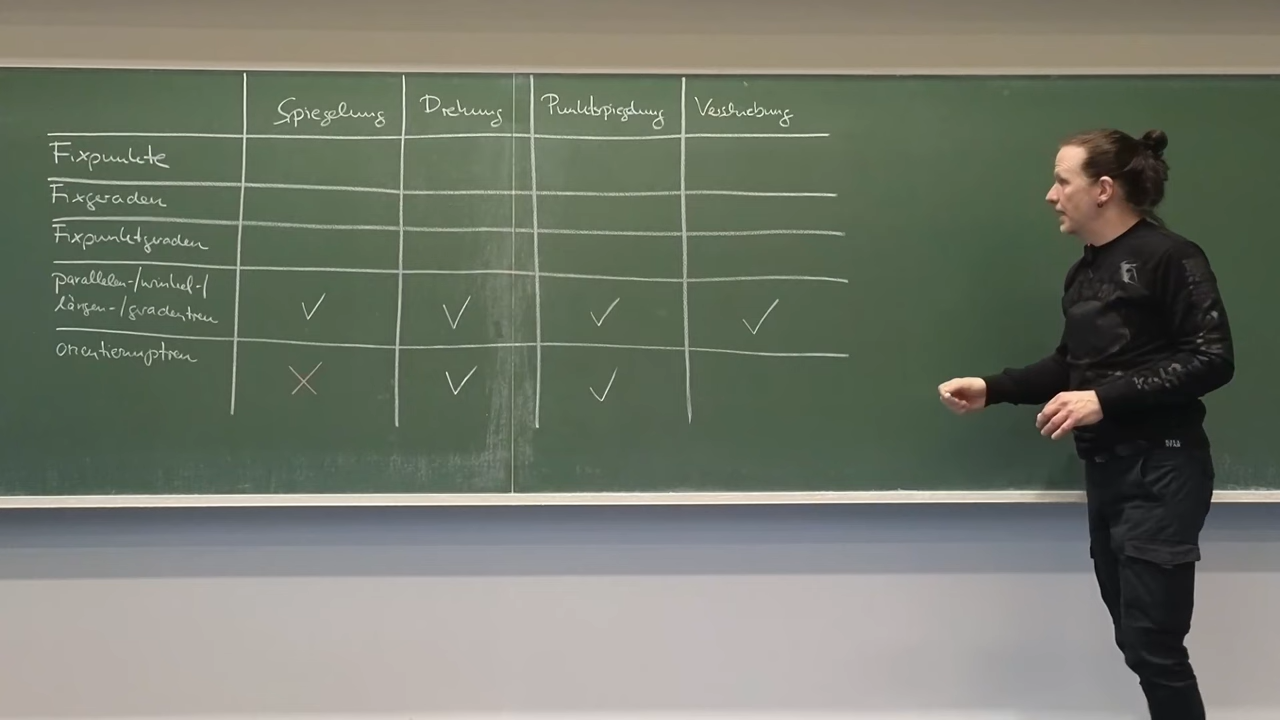 Spiegelung Drehung Punktspiegelung Verschiebung
Fixpunkte
Fixgeraden
Fixpunktgeraden
parallelen-/winkel-/
längen-/geradentreu ✓ ✓ ✓ ✓
orientierungstreu
✗ ✓ ✓